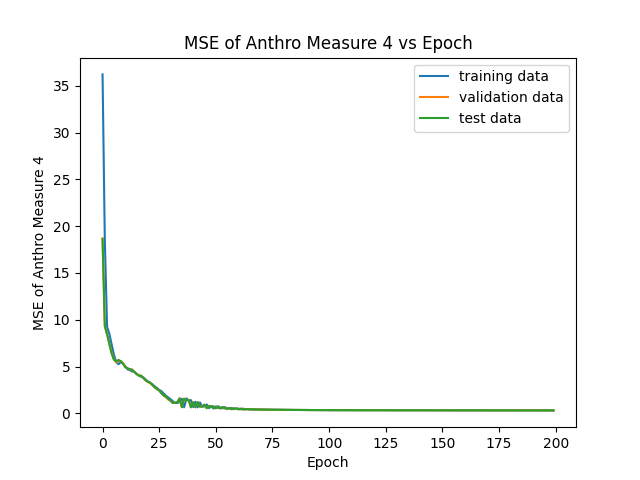 MSE of Anthro Measure 4 vs Epoch
training data
validation data
test data
MSE of Anthro Measure 4
35
30
25
20
15
10
5
0
0 25 50 75 100 125 150 175 200
Epoch